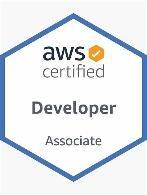 aws
certified
Developer
Associate